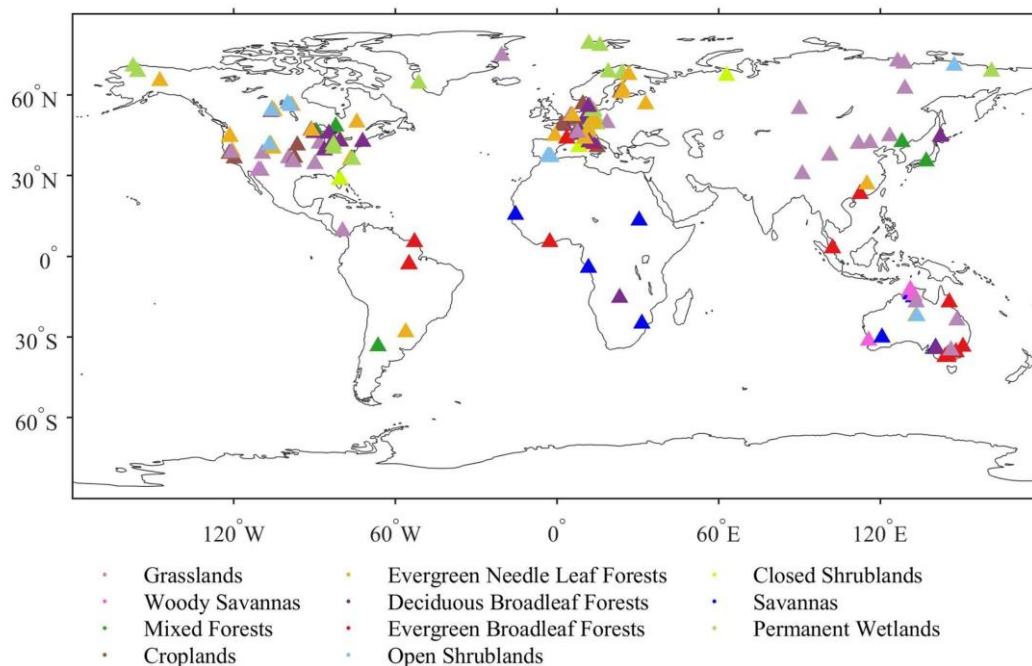 60°N
30°N
0°
30°S
60°S
120°W
60°W
0°
60°E
120°E
Grasslands
Woody Savannas
Mixed Forests
Croplands
Evergreen Needle Leaf Forests
Deciduous Broadleaf Forests
Evergreen Broadleaf Forests
Open Shrublands
Closed Shrublands
Savannas
Permanent Wetlands